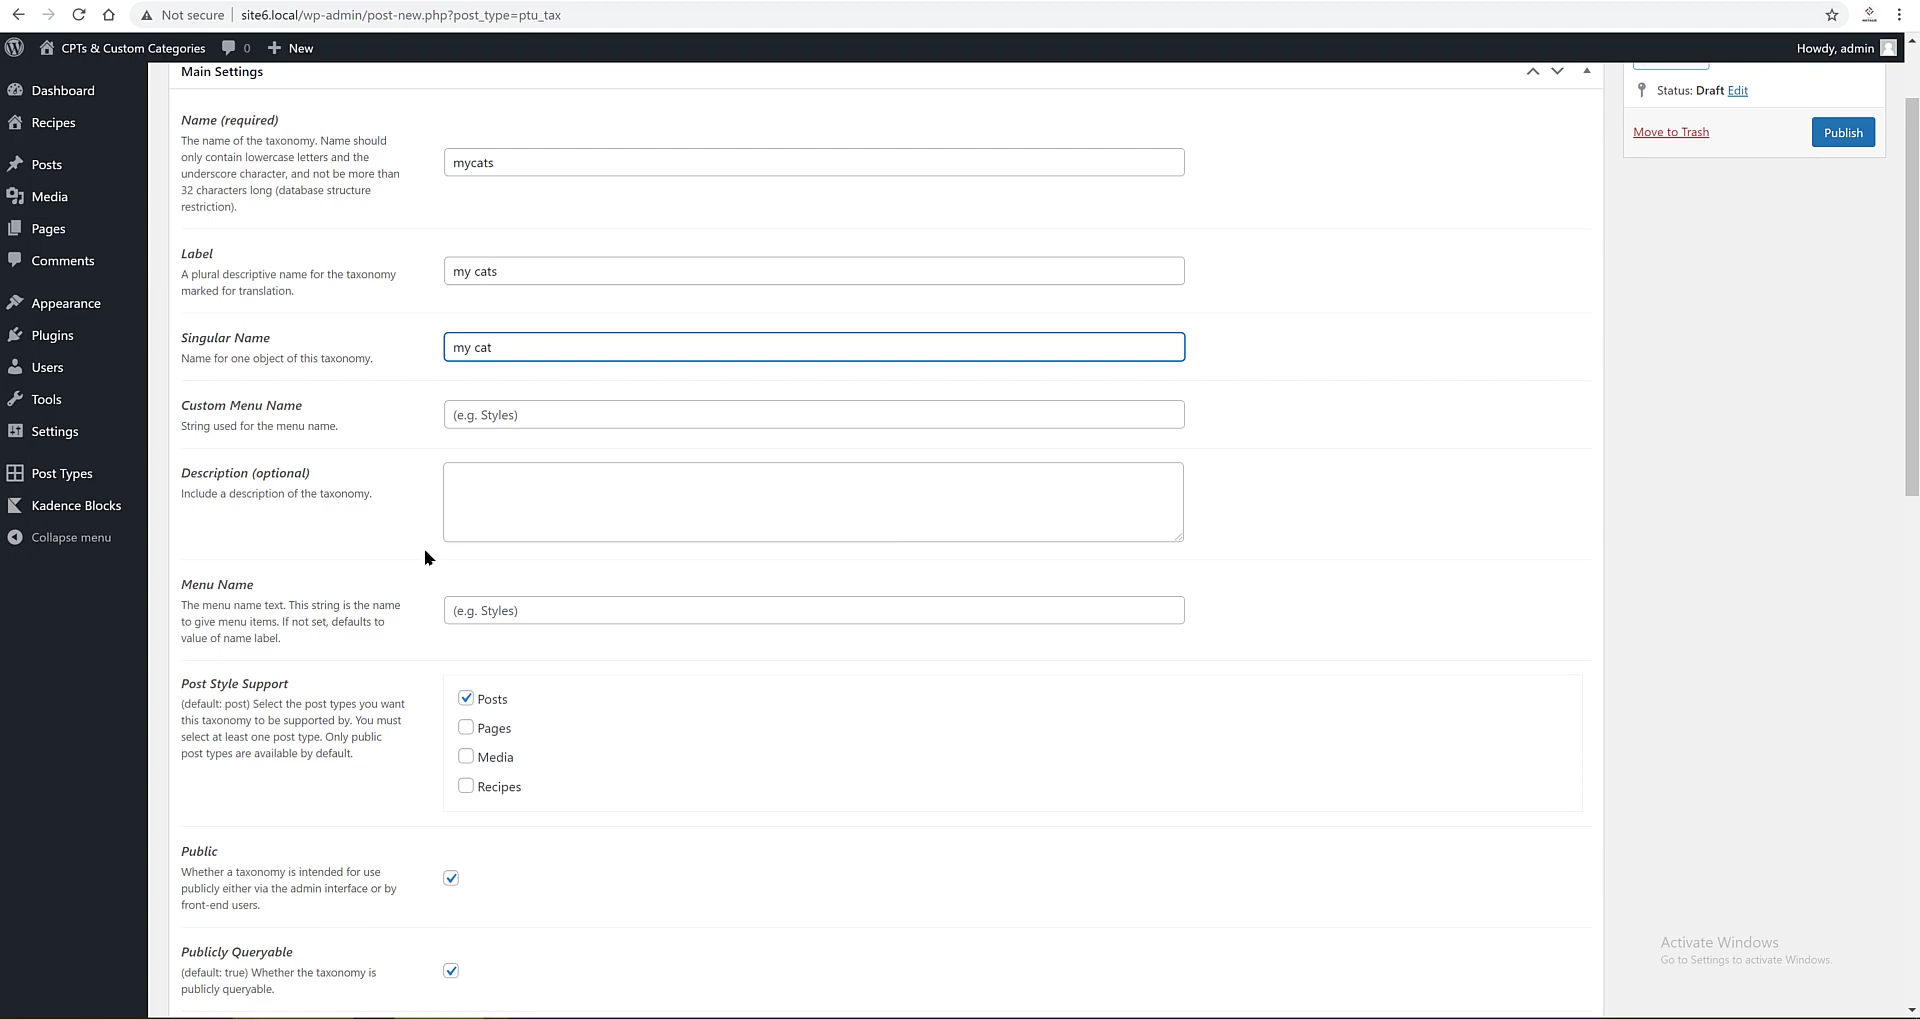 Not secure
site6.local/wp-admin/post-new.php?post_type=ptu_tax
CPTs & Custom Categories
0
New
Howdy, admin
Dashboard
Recipes
Posts
Media
Pages
Comments
Appearance
Plugins
Users
Tools
Settings
Post Types
Kadence Blocks
Collapse menu
Main Settings
Name (required)
The name of the taxonomy. Name should
only contain lowercase letters and the
underscore character, and not be more than
32 characters long (database structure
restriction).
mycats
Label
A plural descriptive name for the taxonomy
marked for translation.
my cats
Singular Name
Name for one object of this taxonomy.
my cat
Custom Menu Name
String used for the menu name.
(e.g. Styles)
Description (optional)
Include a description of the taxonomy.
Menu Name
The menu name text. This string is the name
to give menu items. If not set, defaults to
value of name label.
(e.g. Styles)
Post Style Support
(default: post) Select the post types you want
this taxonomy to be supported by. You must
select at least one post type. Only public
post types are available by default.
Posts
Pages
Media
Recipes
Public
Whether a taxonomy is intended for use
publicly either via the admin interface or by
front-end users.
Publicly Queryable
(default: true) Whether the taxonomy is
publicly queryable.
Status: Draft Edit
Move to Trash
Publish
Activate Windows
Go to Settings to activate Windows.